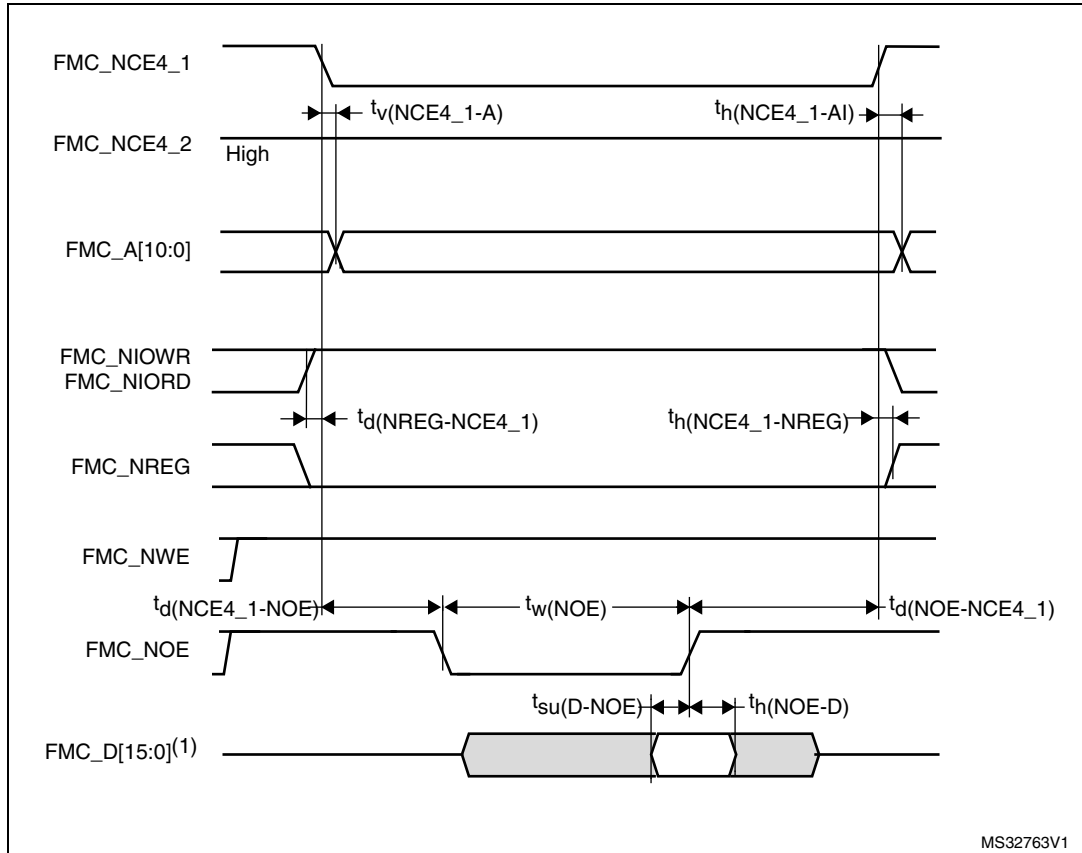 FMC_NCE4_1
tv(NCE4_1-A)
th(NCE4_1-AI)
FMC_NCE4_2
High
FMC_A[10:0]
FMC_NIOWR
FMC_NIORD
td(NREG-NCE4_1)
th(NCE4_1-NREG)
FMC_NREG
FMC_NWE
td(NCE4_1-NOE)
tw(NOE)
td(NOE-NCE4_1)
FMC_NOE
tsu(D-NOE)
th(NOE-D)
FMC_D[15:0](1)
MS32763V1